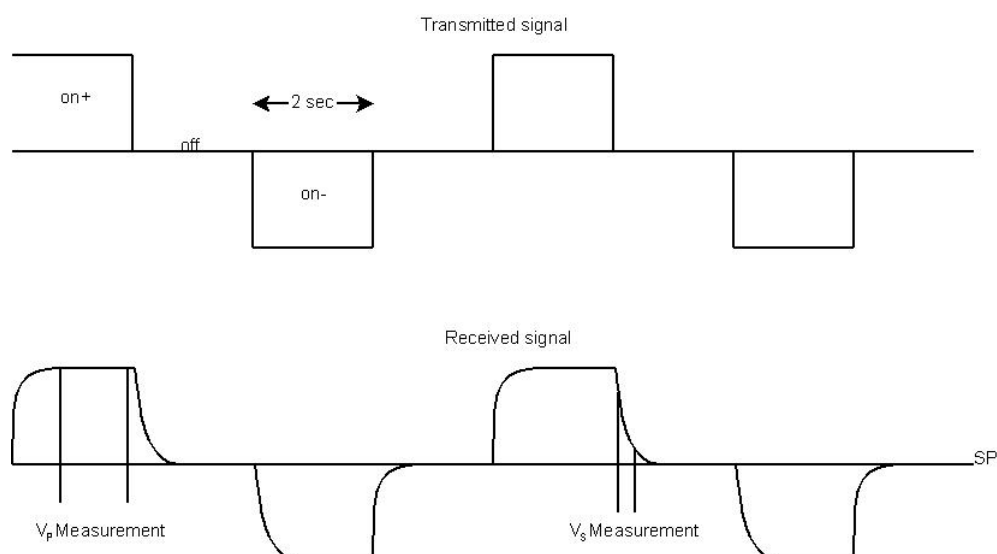 Transmitted signal
on+
2 sec
off
on-
Received signal
SP
Vₚ Measurement
Vₛ Measurement